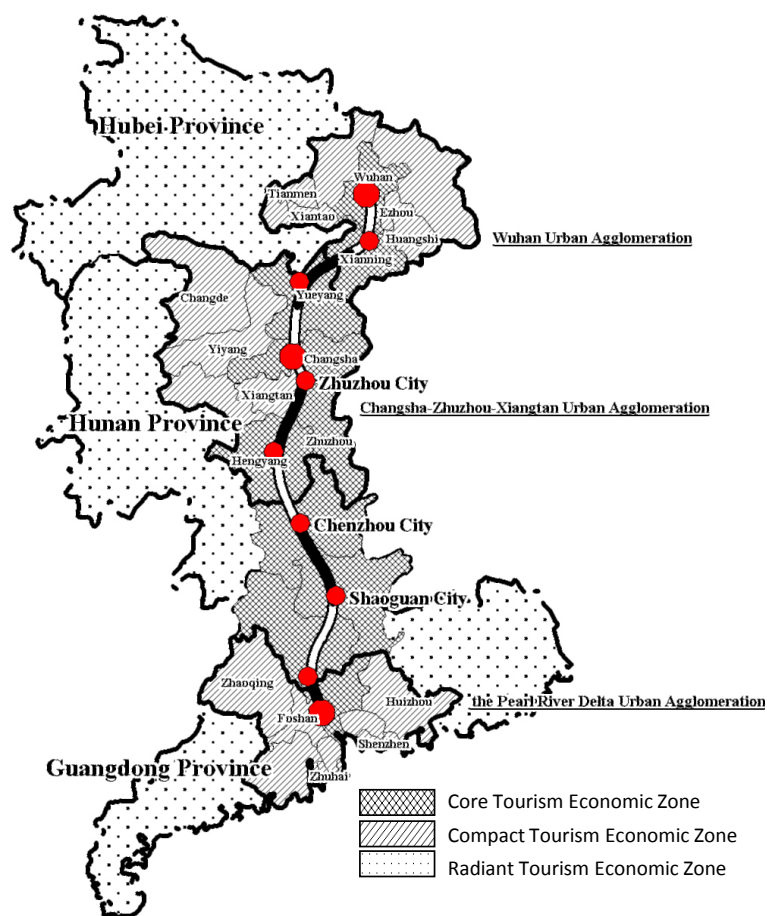 Hubei Province
Wuhan
Tianmen
Ezhou
Xiantao
Huangshi
Wuhan Urban Agglomeration
Xianning
Yueyang
Changde
Yiyang
Changsha
Zhuzhou City
Xiangtan
Changsha-Zhuzhou-Xiangtan Urban Agglomeration
Hunan Province
Zhuzhou
Hengyang
Chenzhou City
Shaoguan City
Zhaoqing
Huizhou
the Pearl River Delta Urban Agglomeration
Foshan
Shenzhen
Guangdong Province
Zhuhai
Core Tourism Economic Zone
Compact Tourism Economic Zone
Radiant Tourism Economic Zone